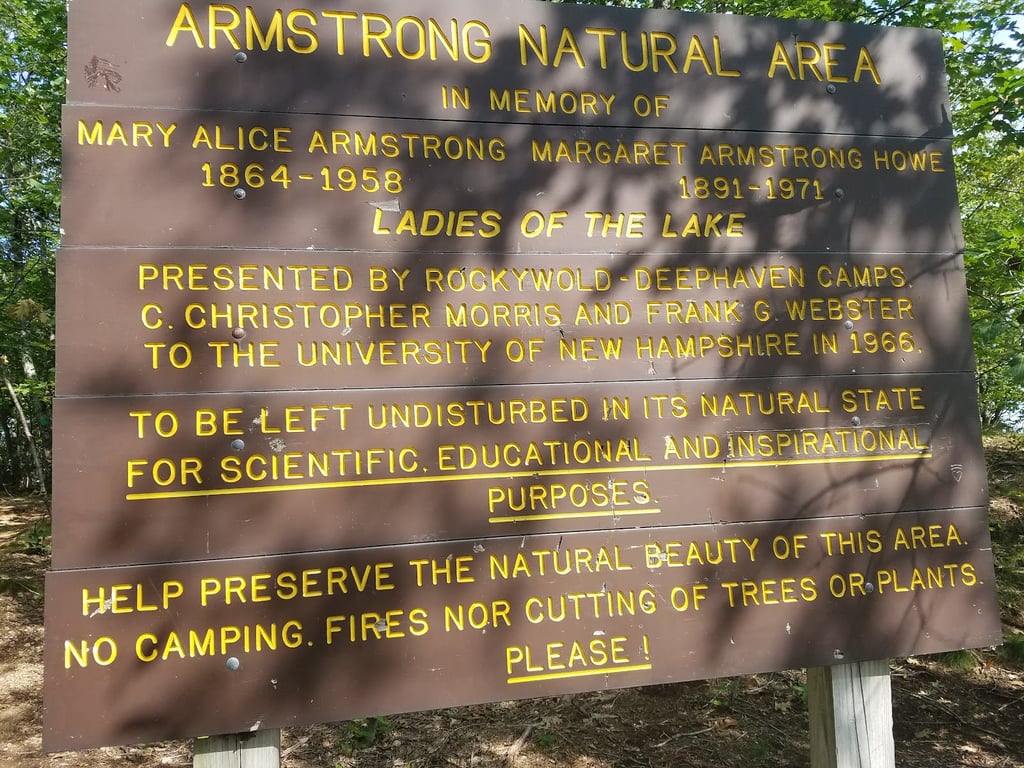 ARMSTRONG NATURAL AREA
IN MEMORY OF
MARY ALICE ARMSTRONG MARGARET ARMSTRONG HOWE
1864-1958 1891-1971
LADIES OF THE LAKE
PRESENTED BY ROCKYWOLD-DEEPHAVEN CAMPS.
C. CHRISTOPHER MORRIS AND FRANK G. WEBSTER
TO THE UNIVERSITY OF NEW HAMPSHIRE IN 1966.
TO BE LEFT UNDISTURBED IN ITS NATURAL STATE
FOR SCIENTIFIC. EDUCATIONAL AND INSPIRATIONAL
PURPOSES.
HELP PRESERVE THE NATURAL BEAUTY OF THIS AREA.
NO CAMPING. FIRES NOR CUTTING OF TREES OR PLANTS.
PLEASE!